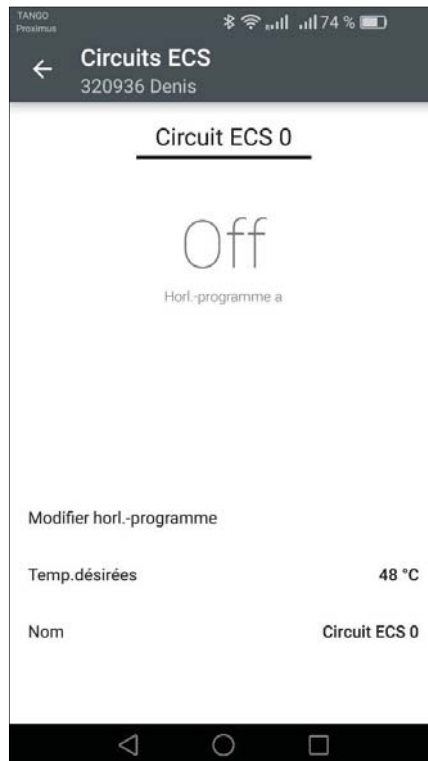 TANGO
Proximus
74 %
Circuits ECS
320936 Denis
Circuit ECS 0
Off
Horl.-programme a
Modifier horl.-programme
Temp.désirées 48 °C
Nom Circuit ECS 0